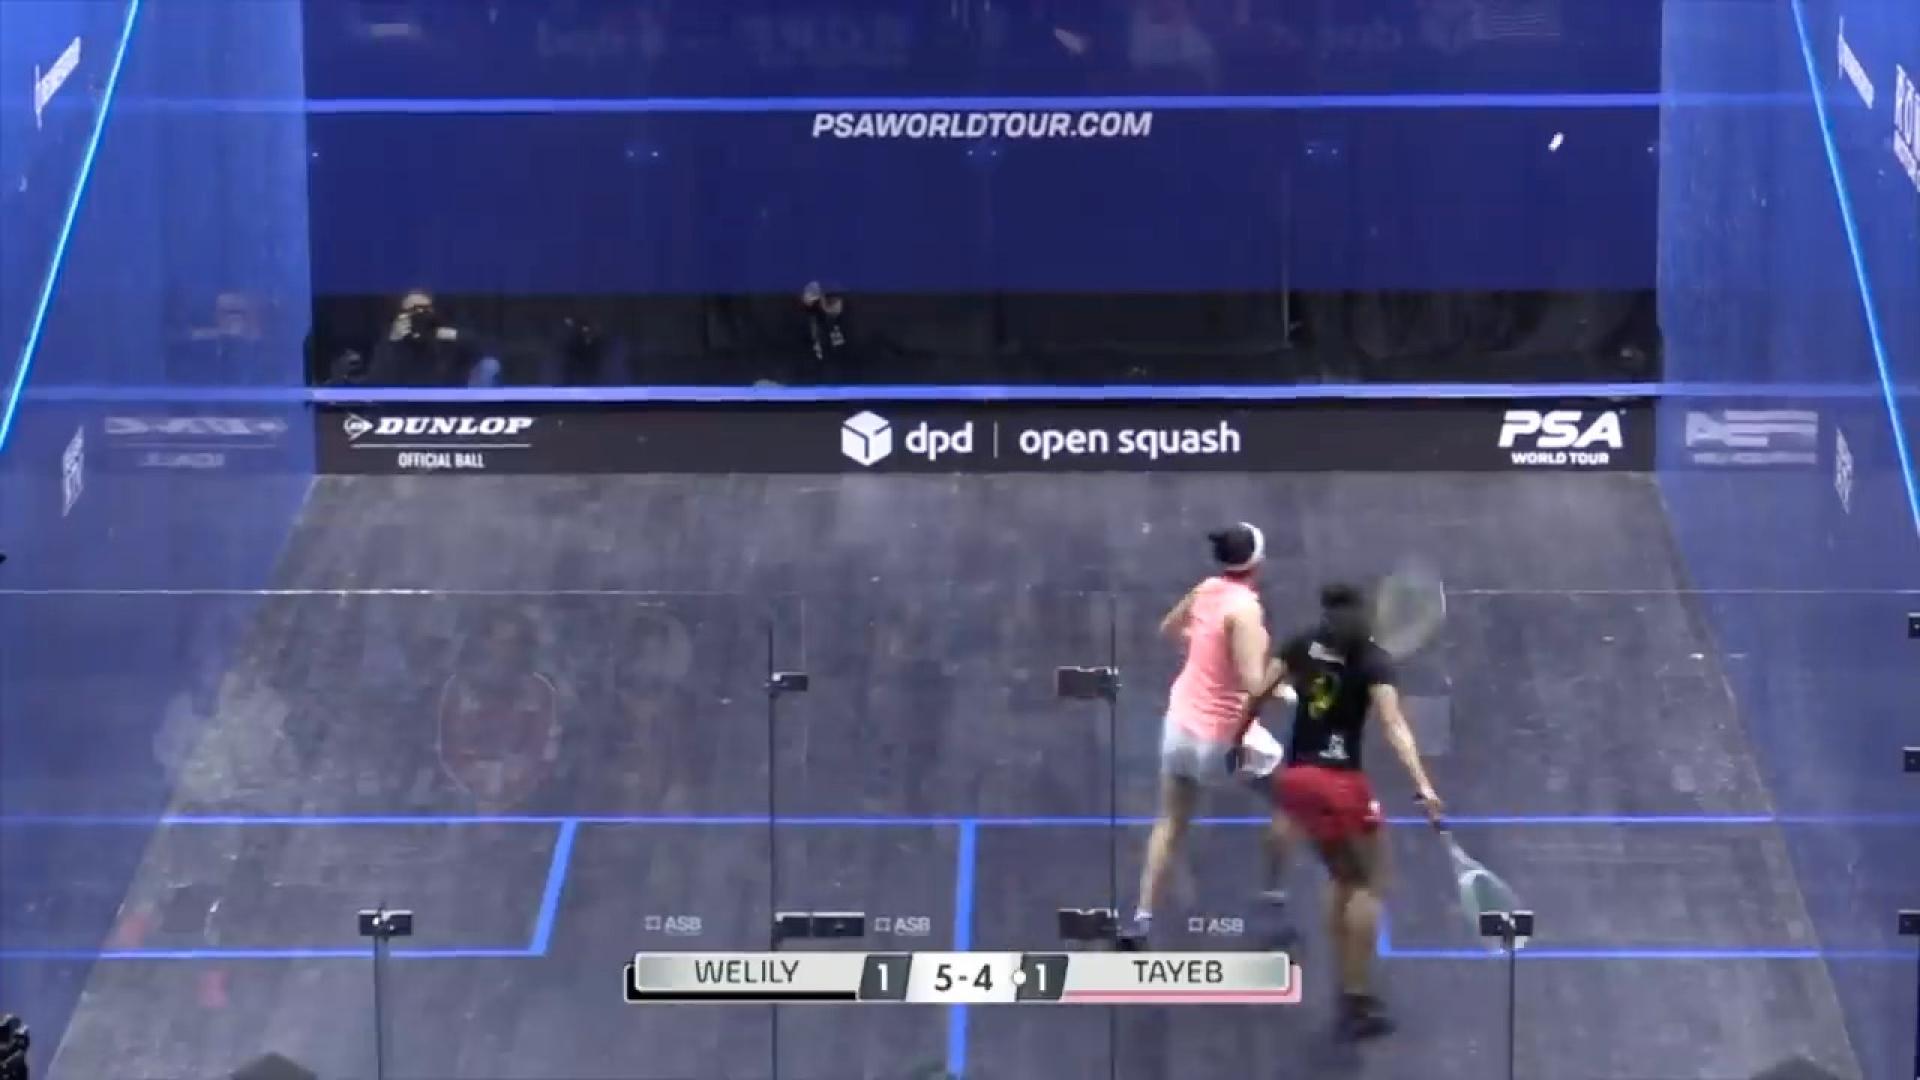 PSAWORLDTOUR.COM
DUNLOP
OFFICIAL BALL
dpd | open squash
PSA
WORLD TOUR
ASB ASB ASB
WELILY 1 5-4 1 TAYEB